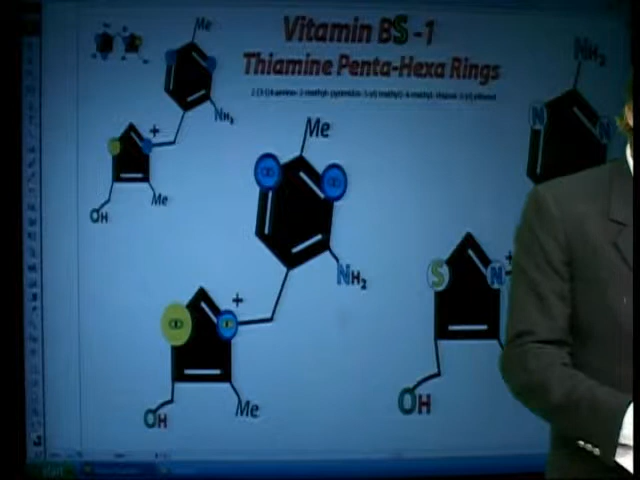 Vitamin BS-1
Thiamine Penta-Hexa Rings
Me
NH₂
+
Me
OH
Me
NH₂
+
Me
OH
NH₂
N
N
S
N
+
OH